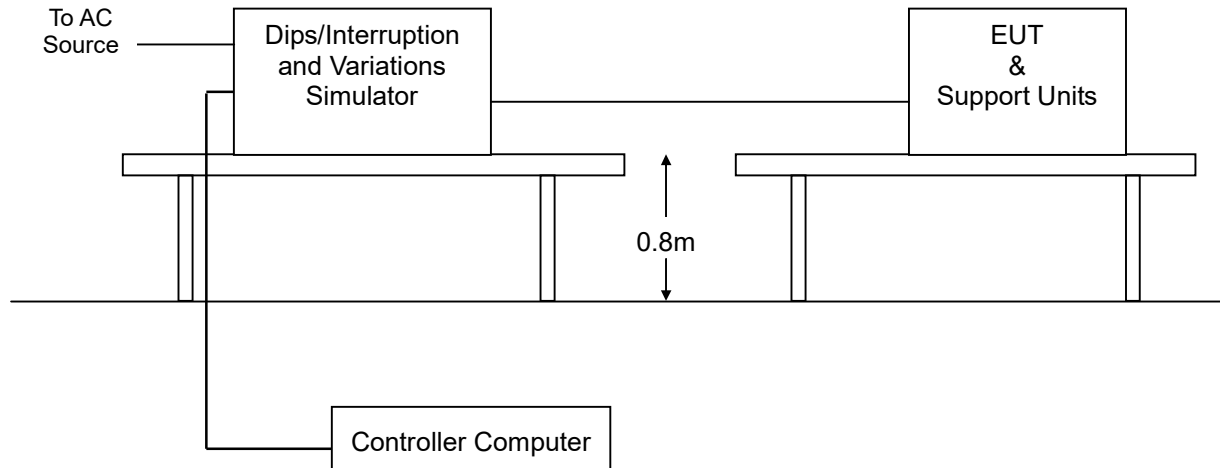 To AC
Source
Dips/Interruption
and Variations
Simulator
EUT
&
Support Units
0.8m
Controller Computer